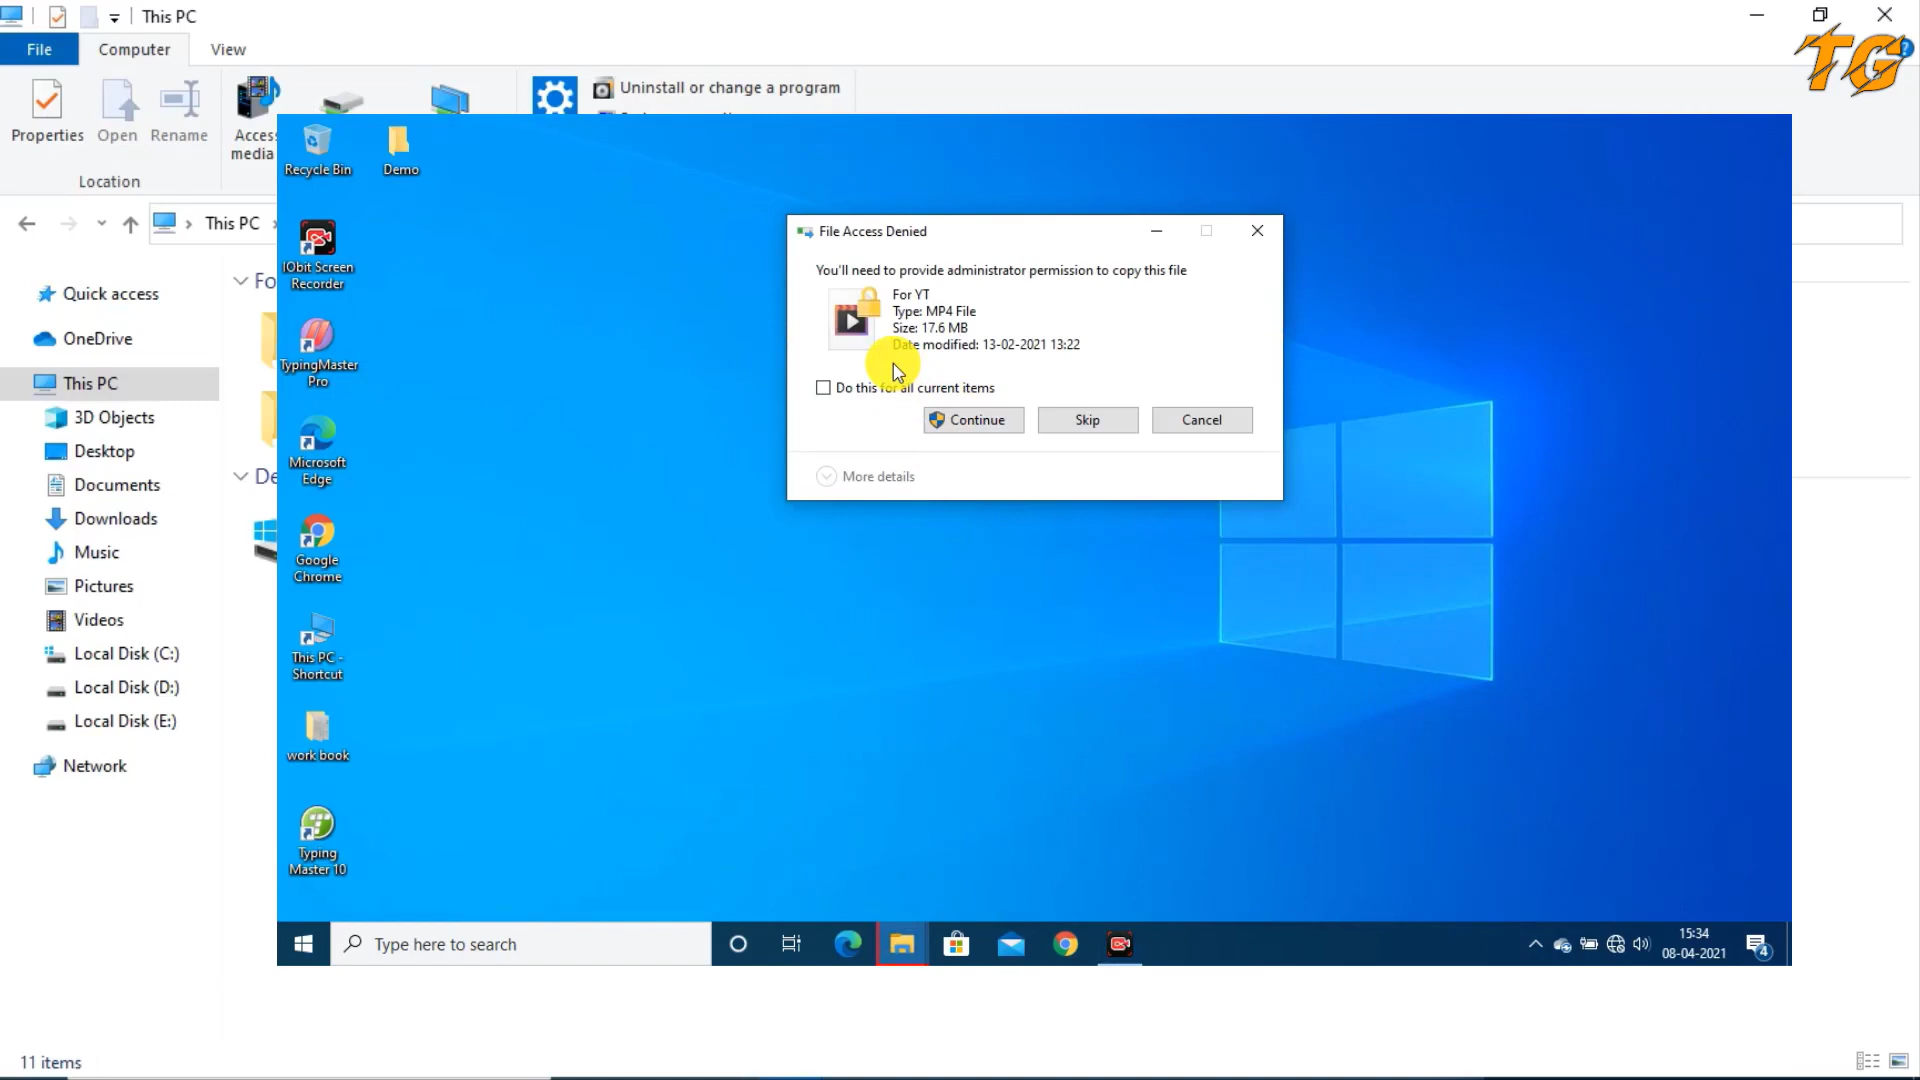 This PC
File
Computer
View
TG
Properties
Open
Rename
Access
media
Uninstall or change a program
Location
This PC
Quick access
OneDrive
This PC
3D Objects
Desktop
Documents
Downloads
Music
Pictures
Videos
Local Disk (C:)
Local Disk (D:)
Local Disk (E:)
Network
Fo
De
Recycle Bin
Demo
IObit Screen
Recorder
TypingMaster
Pro
Microsoft
Edge
Google
Chrome
This PC -
Shortcut
work book
Typing
Master 10
File Access Denied
You'll need to provide administrator permission to copy this file
For YT
Type: MP4 File
Size: 17.6 MB
Date modified: 13-02-2021 13:22
Do this for all current items
Continue
Skip
Cancel
More details
Type here to search
15:34
08-04-2021
4
11 items